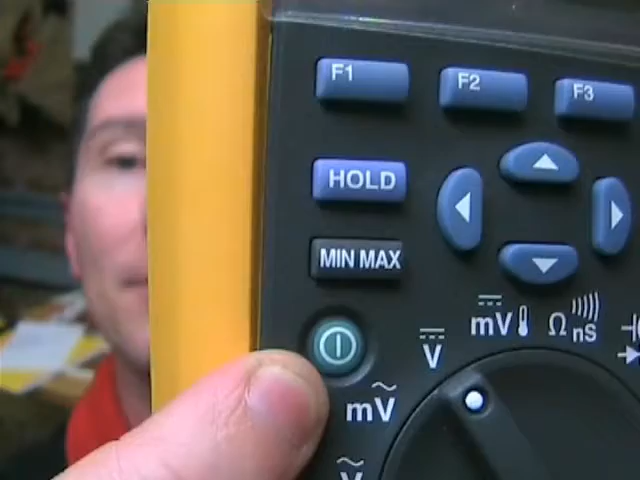 F1 F2 F3
HOLD
MIN MAX
mV Ω nS
V
mV
V